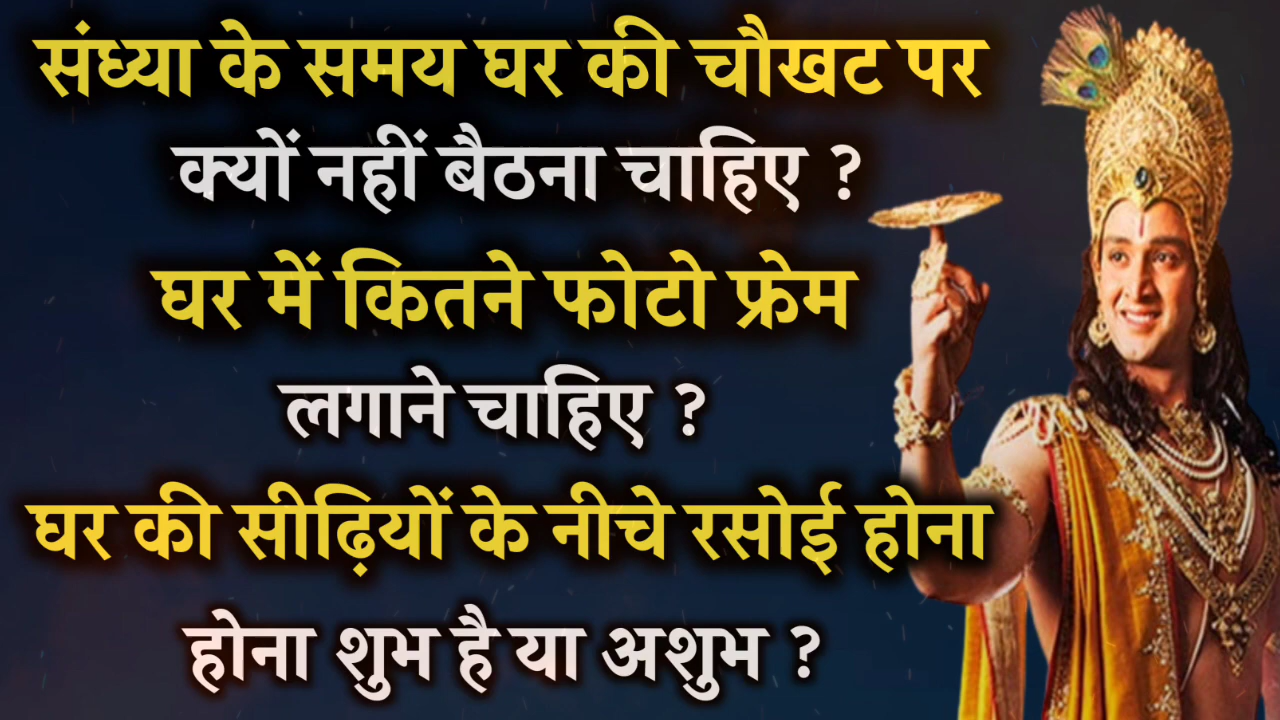 संध्या के समय घर की चौखट पर
क्यों नहीं बैठना चाहिए ?
घर में कितने फोटो फ्रेम
लगाने चाहिए ?
घर की सीढ़ियों के नीचे रसोई होना
होना शुभ है या अशुभ ?